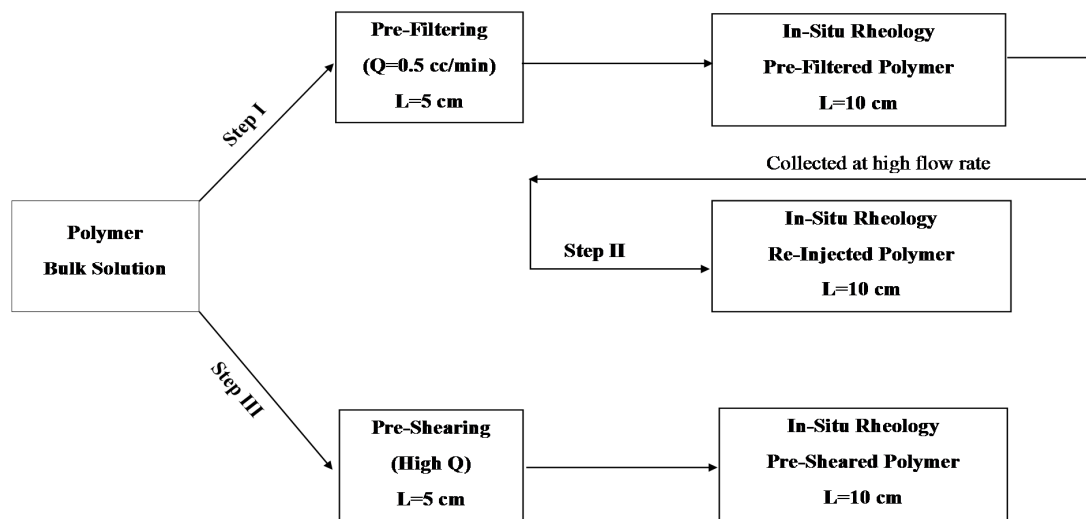 Pre-Filtering
(Q=0.5 cc/min)
L=5 cm
In-Situ Rheology
Pre-Filtered Polymer
L=10 cm
Step I
Collected at high flow rate
Polymer
Bulk Solution
Step II
In-Situ Rheology
Re-Injected Polymer
L=10 cm
Step III
Pre-Shearing
(High Q)
L=5 cm
In-Situ Rheology
Pre-Sheared Polymer
L=10 cm